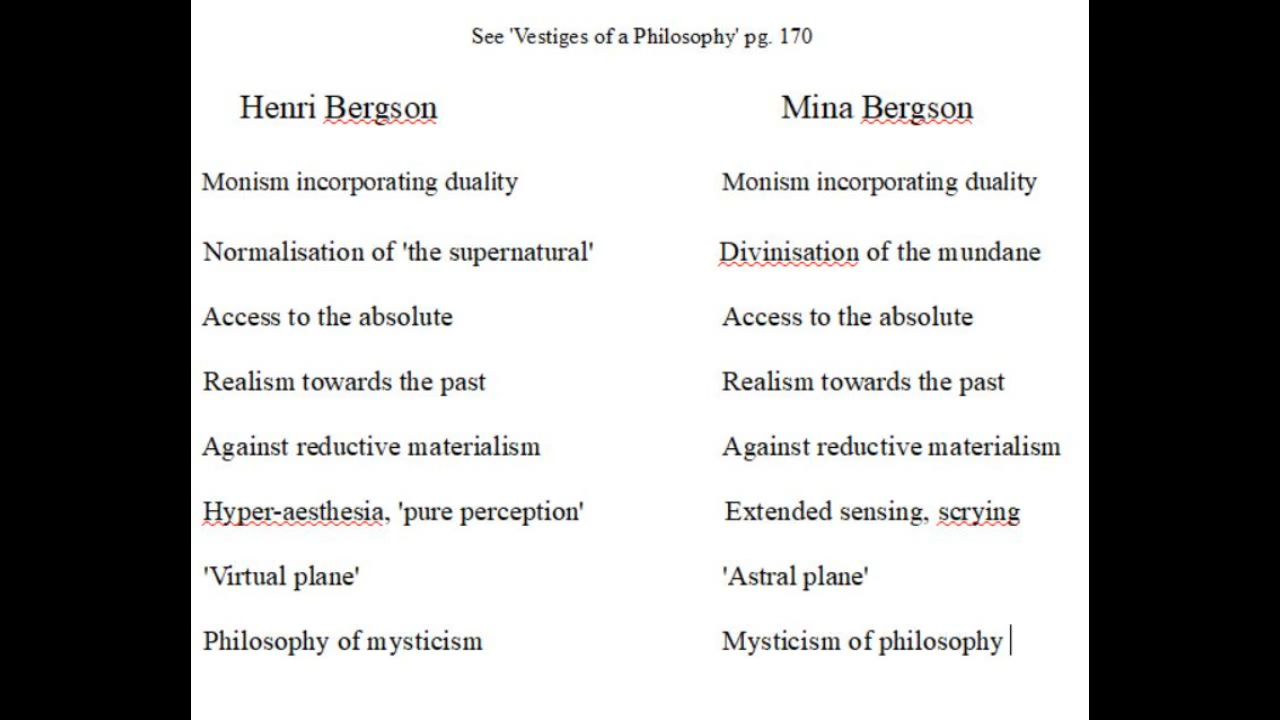 See 'Vestiges of a Philosophy' pg. 170
Henri Bergson Mina Bergson
Monism incorporating duality Monism incorporating duality
Normalisation of 'the supernatural' Divinisation of the mundane
Access to the absolute Access to the absolute
Realism towards the past Realism towards the past
Against reductive materialism Against reductive materialism
Hyper-aesthesia, 'pure perception' Extended sensing, scrying
'Virtual plane' 'Astral plane'
Philosophy of mysticism Mysticism of philosophy